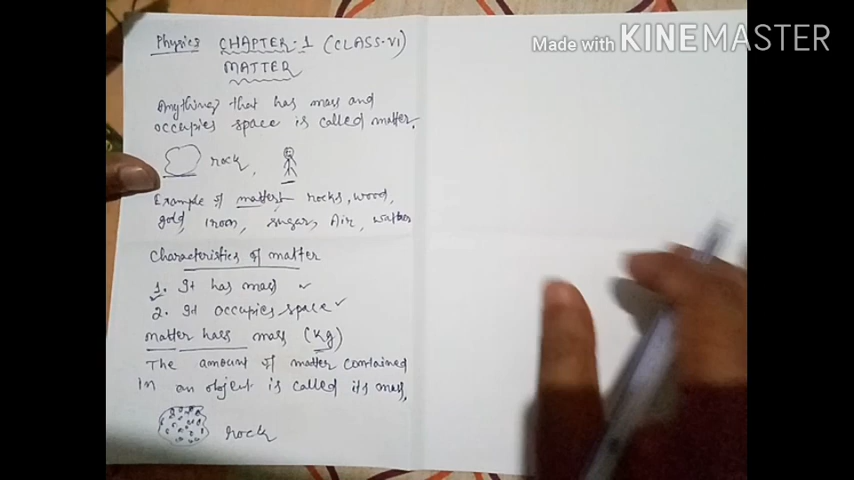 Made with KINEMASTER
Physics CHAPTER-1 (CLASS-VI)
MATTER
Anything that has mass and
occupies space is called matter.
rock,
Example of matter rocks, wood,
gold, Iron, sugar, Air, water
Characteristics of matter
1. It has mass ✓
2. It occupies space ✓
matter hass mass (Kg)
The amount of matter contained
in an object is called its mass,
rock